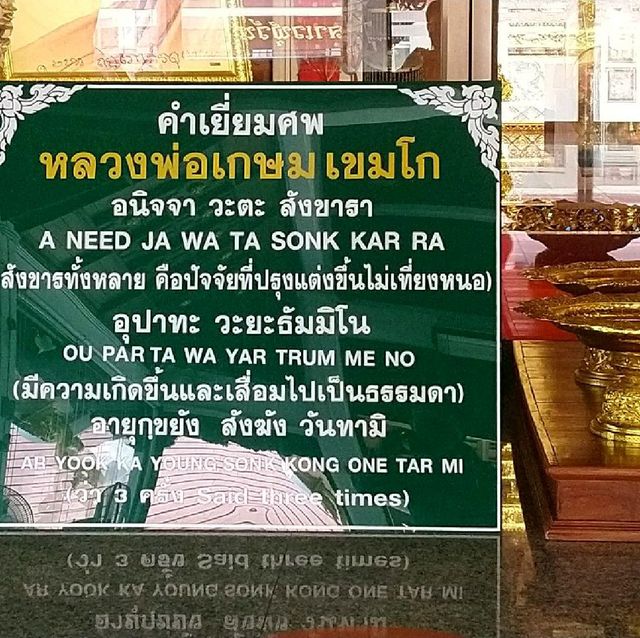 คำเยี่ยมศพ
หลวงพ่อเกษม เขมโก
อนิจจา วะตะ สังขารา
A NEED JA WA TA SONK KAR RA
สังขารทั้งหลาย คือปัจจัยที่ปรุงแต่งขึ้นไม่เที่ยงหนอ)
อุปาทะ วะยะธัมมิโน
OU PAR TA WA YAR TRUM ME NO
(มีความเกิดขึ้นและเสื่อมไปเป็นธรรมดา)
อายุกฺขยัง สังฆัง วันทามิ
AR YOOK KA YOUNG SONK KONG ONE TAR MI
(ว่า 3 ครั้ง Said three times)